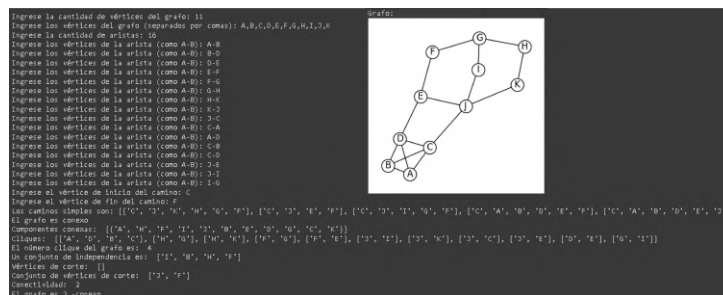 Ingrese la cantidad de vértices del grafo: 11
Ingrese los vértices del grafo (separados por comas): A,B,C,D,E,F,G,H,I,J,K
Ingrese la cantidad de aristas: 16
Ingrese los vértices de la arista (como A-B): A-B
Ingrese los vértices de la arista (como A-B): B-D
Ingrese los vértices de la arista (como A-B): D-E
Ingrese los vértices de la arista (como A-B): E-F
Ingrese los vértices de la arista (como A-B): F-G
Ingrese los vértices de la arista (como A-B): G-H
Ingrese los vértices de la arista (como A-B): H-K
Ingrese los vértices de la arista (como A-B): K-J
Ingrese los vértices de la arista (como A-B): J-C
Ingrese los vértices de la arista (como A-B): C-A
Ingrese los vértices de la arista (como A-B): A-D
Ingrese los vértices de la arista (como A-B): C-B
Ingrese los vértices de la arista (como A-B): C-D
Ingrese los vértices de la arista (como A-B): J-E
Ingrese los vértices de la arista (como A-B): J-I
Ingrese los vértices de la arista (como A-B): I-G
Ingrese el vértice de inicio del camino: C
Ingrese el vértice de fin del camino: F
Los caminos simples son: [['C', 'J', 'K', 'H', 'G', 'F'], ['C', 'J', 'E', 'F'], ['C', 'J', 'I', 'G', 'F'], ['C', 'A', 'B', 'D', 'E', 'F'], ['C', 'A', 'B', 'D', 'E', 'J
El grafo es conexo
Componentes conexas: [{'A', 'H', 'F', 'I', 'J', 'B', 'E', 'D', 'G', 'C', 'K'}]
Cliques: [['A', 'D', 'B', 'C'], ['H', 'G'], ['H', 'K'], ['F', 'G'], ['F', 'E'], ['J', 'I'], ['J', 'K'], ['J', 'C'], ['J', 'E'], ['D', 'E'], ['G', 'I']]
El número clique del grafo es: 4
Un conjunto de independencia es: ['I', 'B', 'H', 'F']
Vértices de corte: []
Conjunto de vértices de corte: ['J', 'F']
Conectividad: 2
El grafo es 2 -conexo
Grafo:
G
H
F
I
K
E
J
D
C
B
A